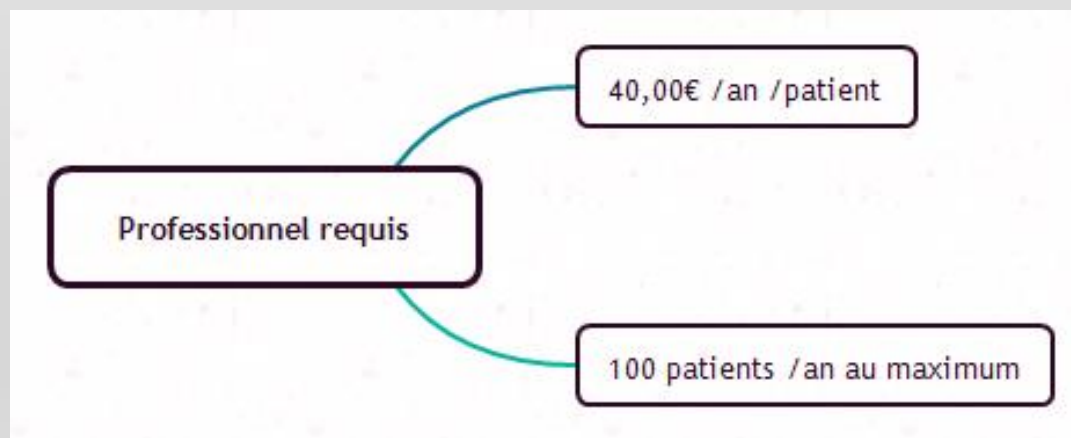 40,00€ /an /patient
Professionnel requis
100 patients /an au maximum